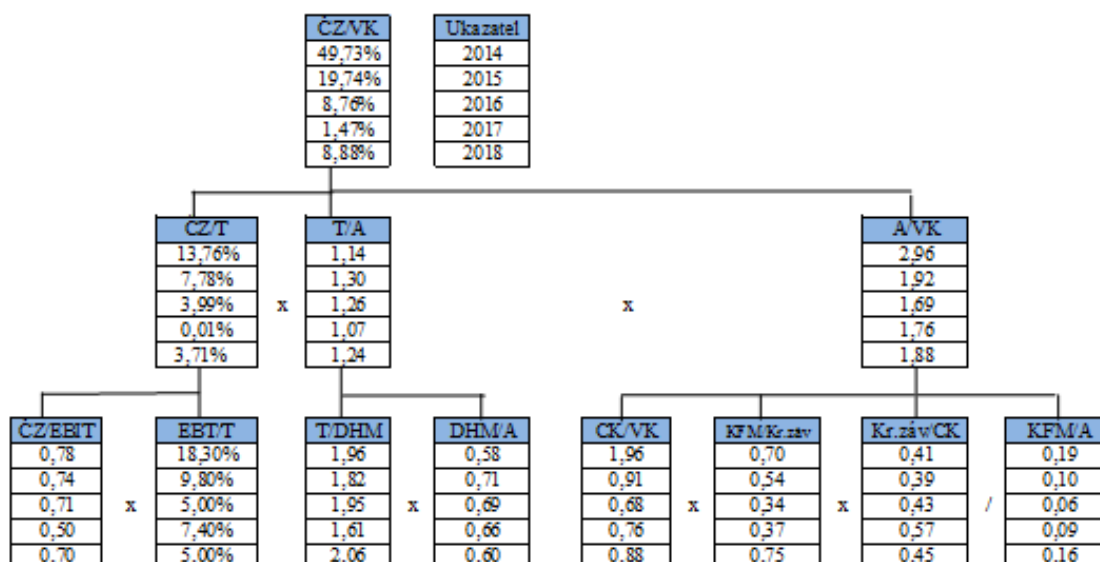 ČZ/VK Ukazatel
49,73% 2014
19,74% 2015
8,76% 2016
1,47% 2017
8,88% 2018
ČZ/T T/A A/VK
13,76% 1,14 2,96
7,78% 1,30 1,92
3,99% x 1,26 x 1,69
0,01% 1,07 1,76
3,71% 1,24 1,88
ČZ/EBIT EBT/T T/DHM DHM/A CK/VK KFM/Kr.záv Kr.záv/CK KFM/A
0,78 18,30% 1,96 0,58 1,96 0,70 0,41 0,19
0,74 9,80% 1,82 0,71 0,91 0,54 0,39 0,10
0,71 x 5,00% 1,95 x 0,69 0,68 x 0,34 x 0,43 / 0,06
0,50 7,40% 1,61 0,66 0,76 0,37 0,57 0,09
0,70 5,00% 2,06 0,60 0,88 0,75 0,45 0,16